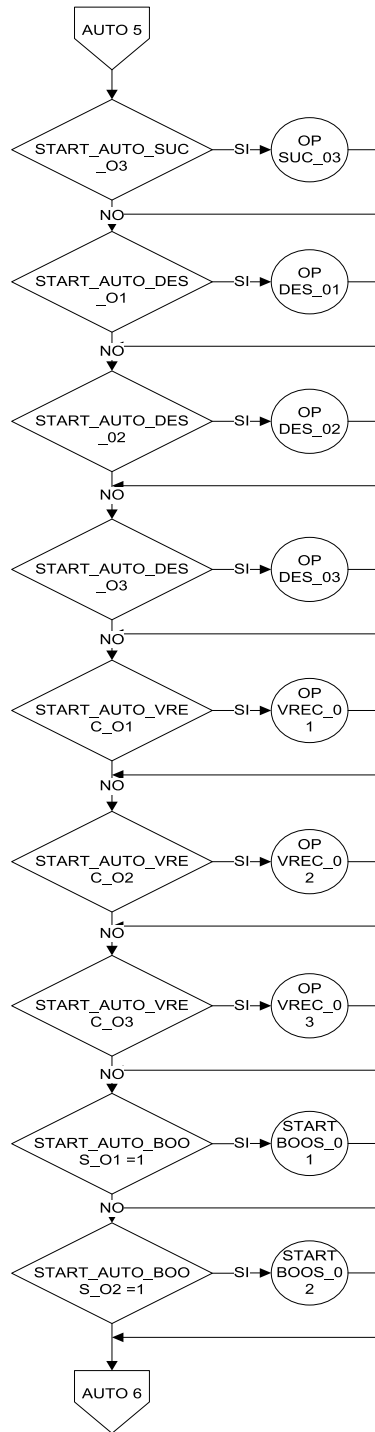 AUTO 5
START_AUTO_SUC
_O3
SI
OP
SUC_03
NO
START_AUTO_DES
_O1
SI
OP
DES_01
NO
START_AUTO_DES
_02
SI
OP
DES_02
NO
START_AUTO_DES
_O3
SI
OP
DES_03
NO
START_AUTO_VRE
C_O1
SI
OP
VREC_0
1
NO
START_AUTO_VRE
C_O2
SI
OP
VREC_0
2
NO
START_AUTO_VRE
C_O3
SI
OP
VREC_0
3
NO
START_AUTO_BOO
S_O1 =1
SI
START
BOOS_0
1
NO
START_AUTO_BOO
S_O2 =1
SI
START
BOOS_0
2
AUTO 6